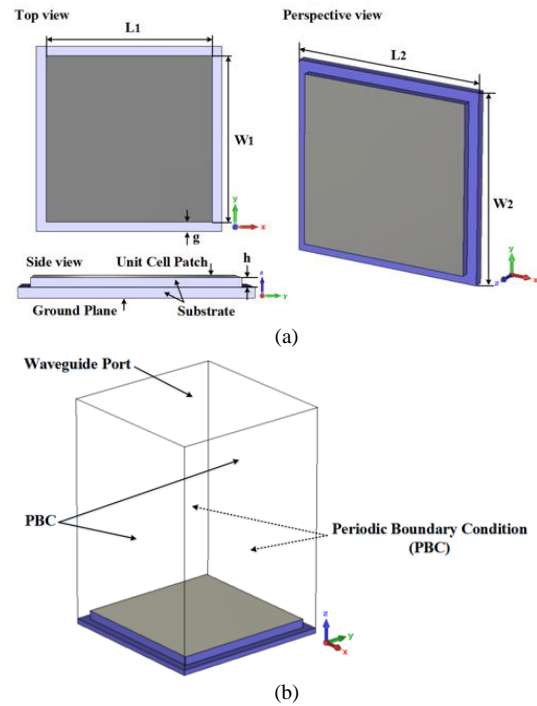 Top view
Perspective view
L1
L2
W1
W2
g
y
x
Side view
Unit Cell Patch
h
z
y
Ground Plane
Substrate
y
z
x
(a)
Waveguide Port
PBC
Periodic Boundary Condition
(PBC)
z
y
x
(b)